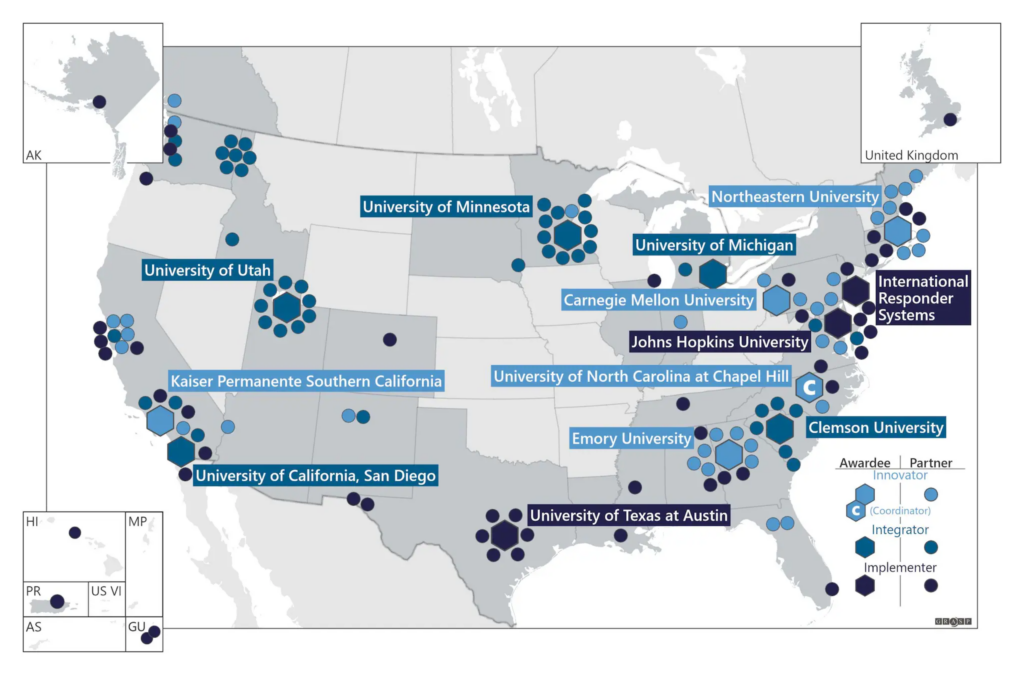 AK
United Kingdom
Northeastern University
University of Minnesota
University of Michigan
University of Utah
International
Responder
Systems
Carnegie Mellon University
Johns Hopkins University
University of North Carolina at Chapel Hill
Kaiser Permanente Southern California
C
Clemson University
Emory University
University of California, San Diego
University of Texas at Austin
Awardee Partner
Innovator
C (Coordinator)
Integrator
Implementer
HI
MP
PR
US VI
AS
GU
GRASP